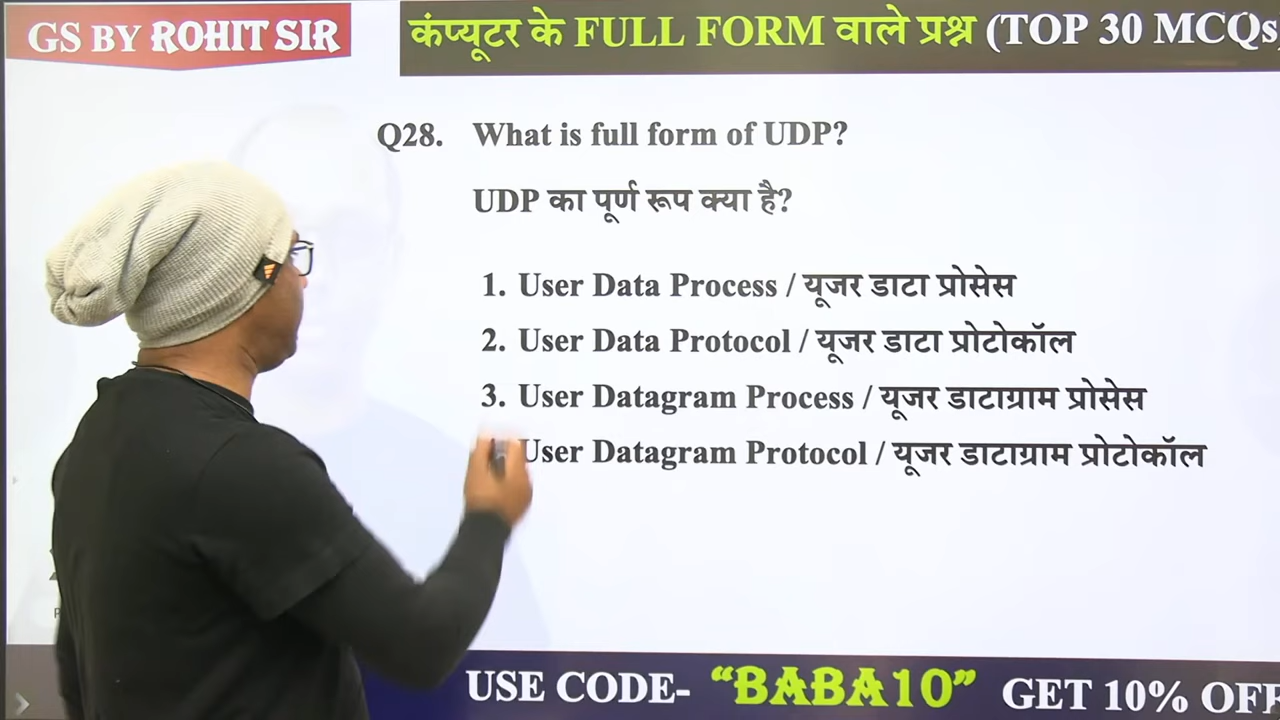 GS BY ROHIT SIR
कंप्यूटर के FULL FORM वाले प्रश्न (TOP 30 MCQs)
Q28. What is full form of UDP?
UDP का पूर्ण रूप क्या है?
1. User Data Process / यूजर डाटा प्रोसेस
2. User Data Protocol / यूजर डाटा प्रोटोकॉल
3. User Datagram Process / यूजर डाटाग्राम प्रोसेस
User Datagram Protocol / यूजर डाटाग्राम प्रोटोकॉल
USE CODE- “BABA10” GET 10% OFF